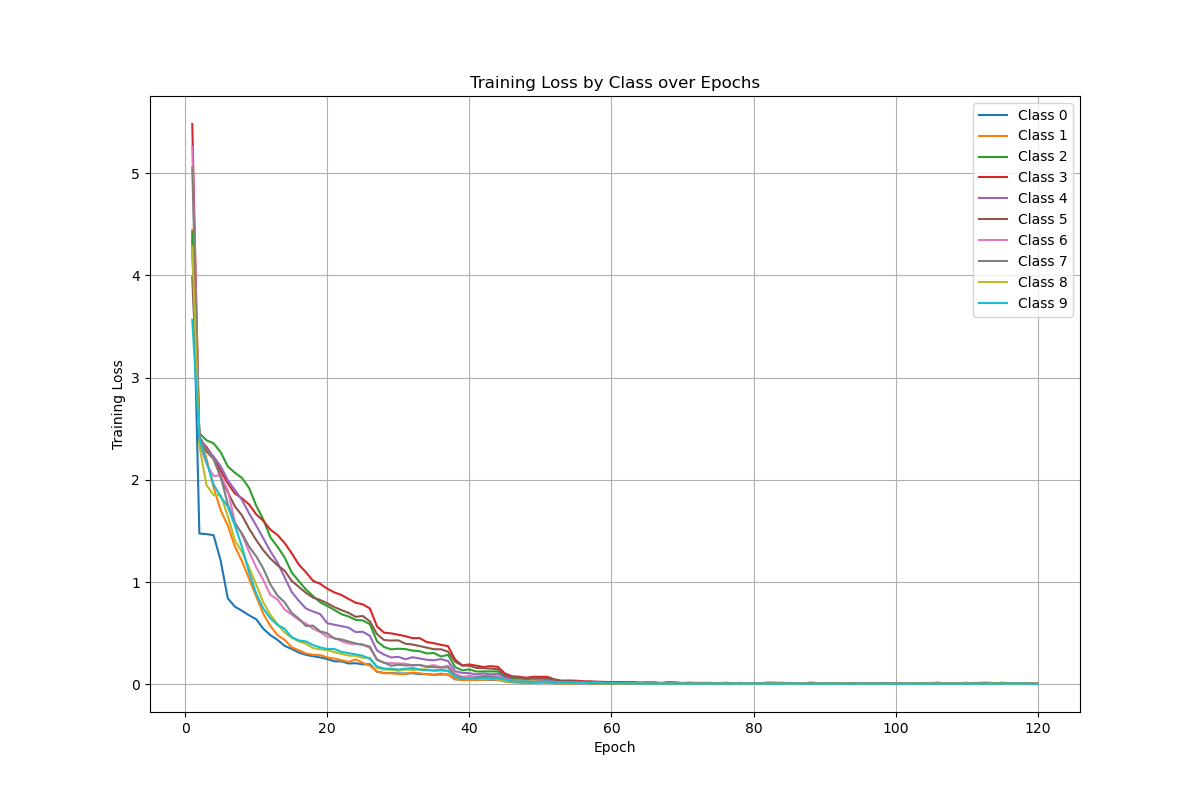 Training Loss by Class over Epochs
Training Loss
5
4
3
2
1
0
0 20 40 60 80 100 120
Epoch
Class 0
Class 1
Class 2
Class 3
Class 4
Class 5
Class 6
Class 7
Class 8
Class 9